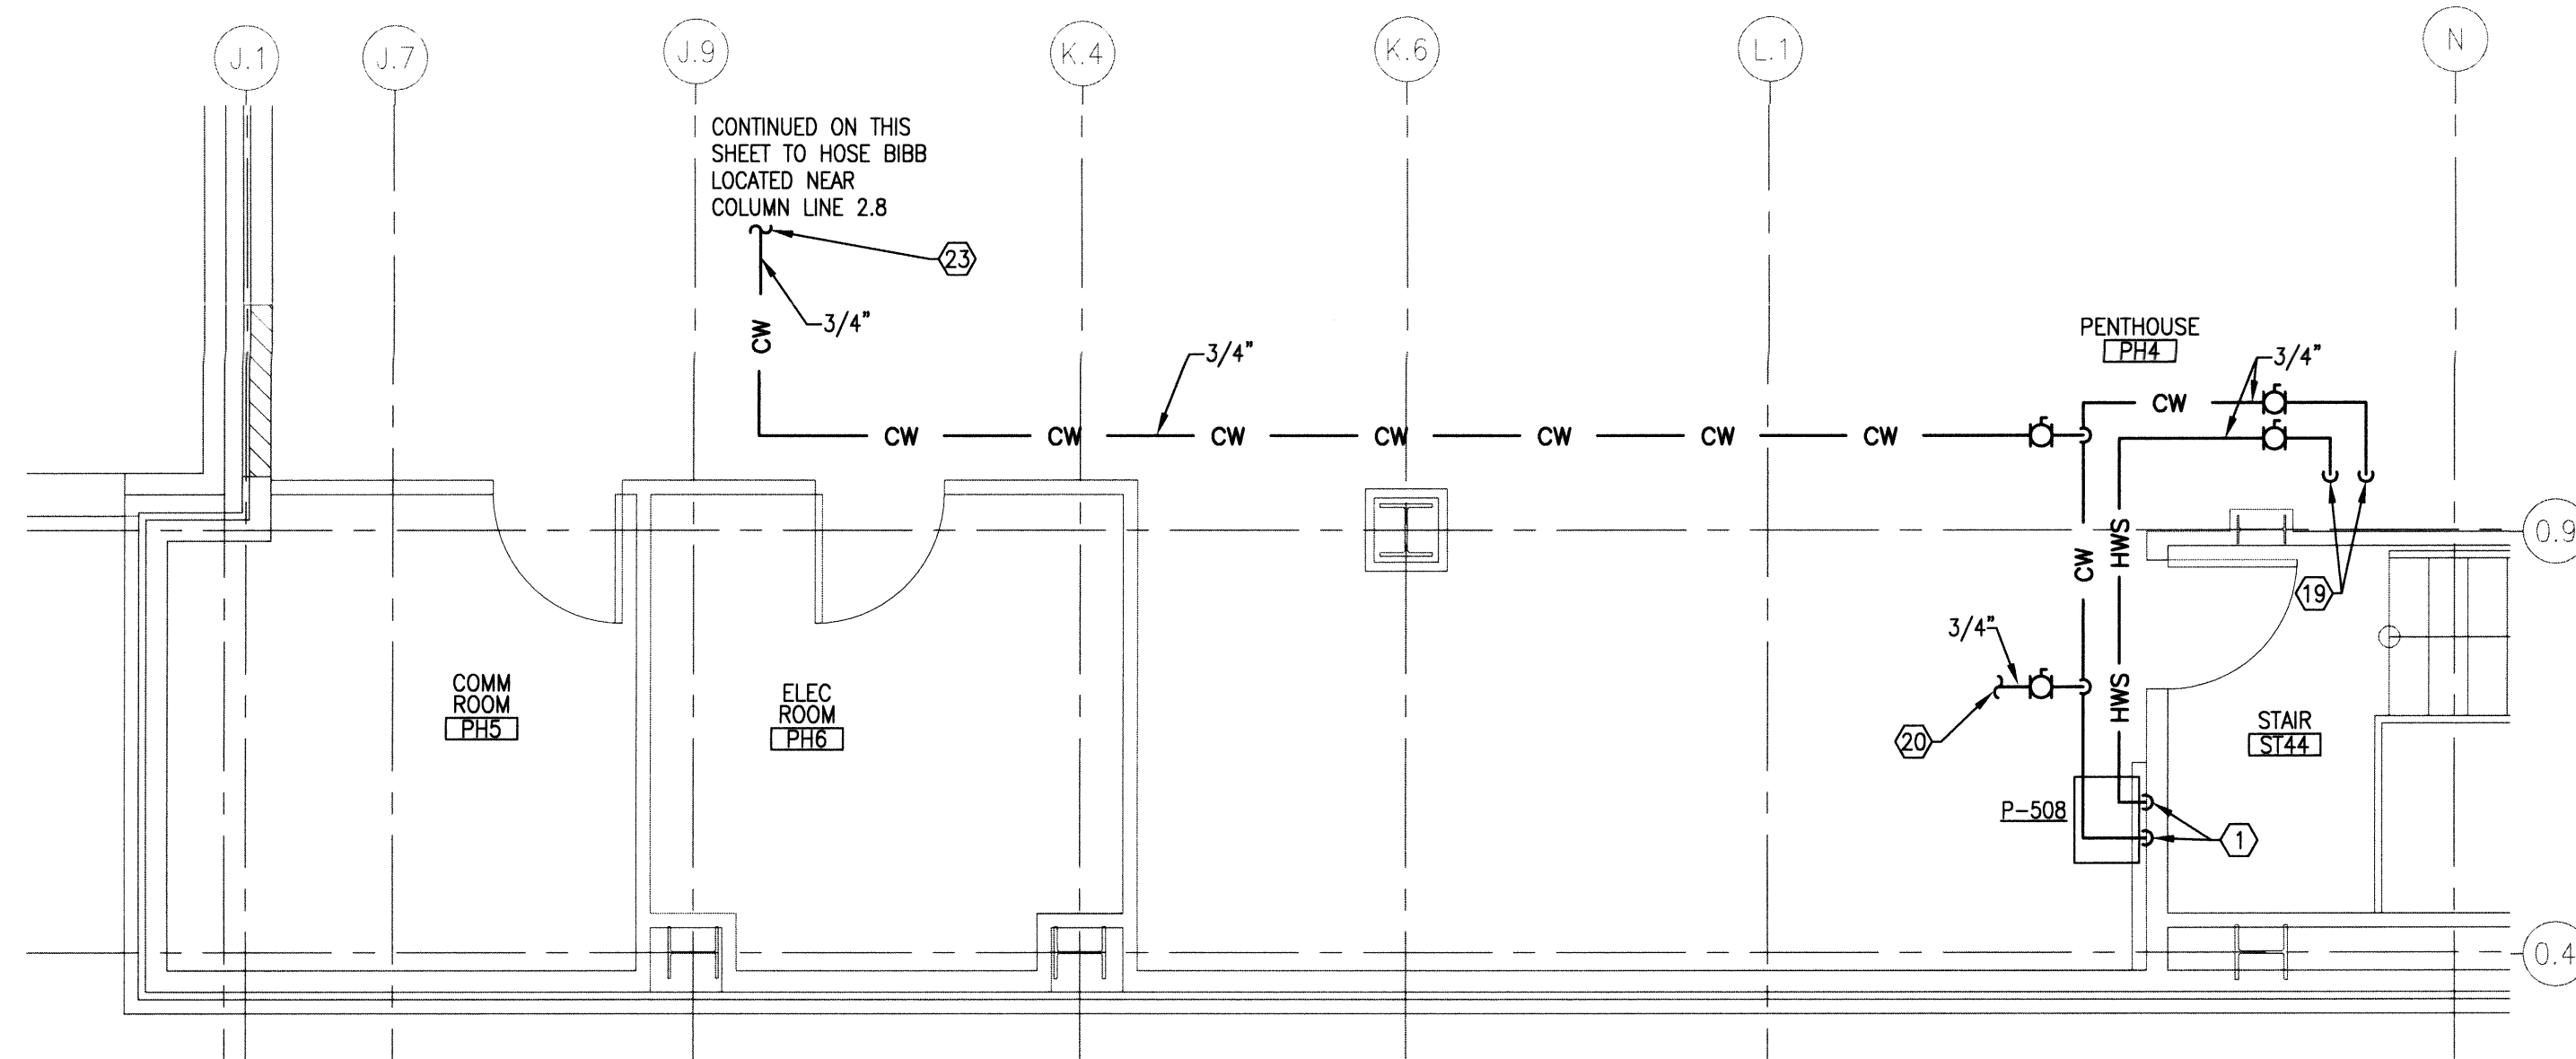 J.1
J.7
J.9
K.4
K.6
L.1
N
CONTINUED ON THIS
SHEET TO HOSE BIBB
LOCATED NEAR
COLUMN LINE 2.8
23
3/4"
CW
3/4"
PENTHOUSE
PH4
3/4"
CW
CW
CW
CW
CW
CW
CW
CW
0.9
HWS
CW
19
3/4"
HWS
20
COMM
ROOM
PH5
ELEC
ROOM
PH6
STAIR
ST44
P-508
1
0.4